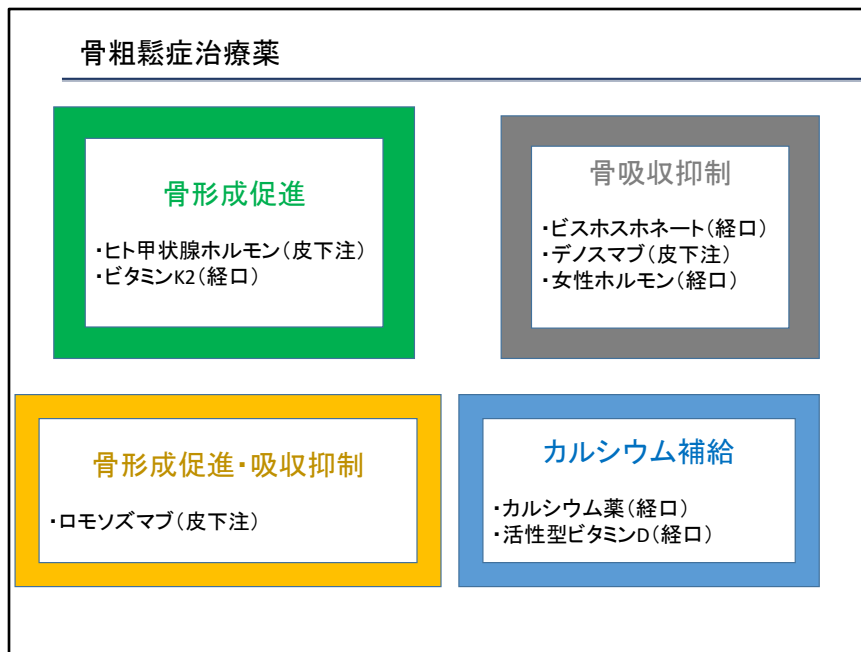 骨粗鬆症治療薬
骨形成促進
・ヒト甲状腺ホルモン（皮下注）
・ビタミンK2（経口）
骨吸収抑制
・ビスホスホネート（経口）
・デノスマブ（皮下注）
・女性ホルモン（経口）
骨形成促進・吸収抑制
・ロモソズマブ（皮下注）
カルシウム補給
・カルシウム薬（経口）
・活性型ビタミンD（経口）